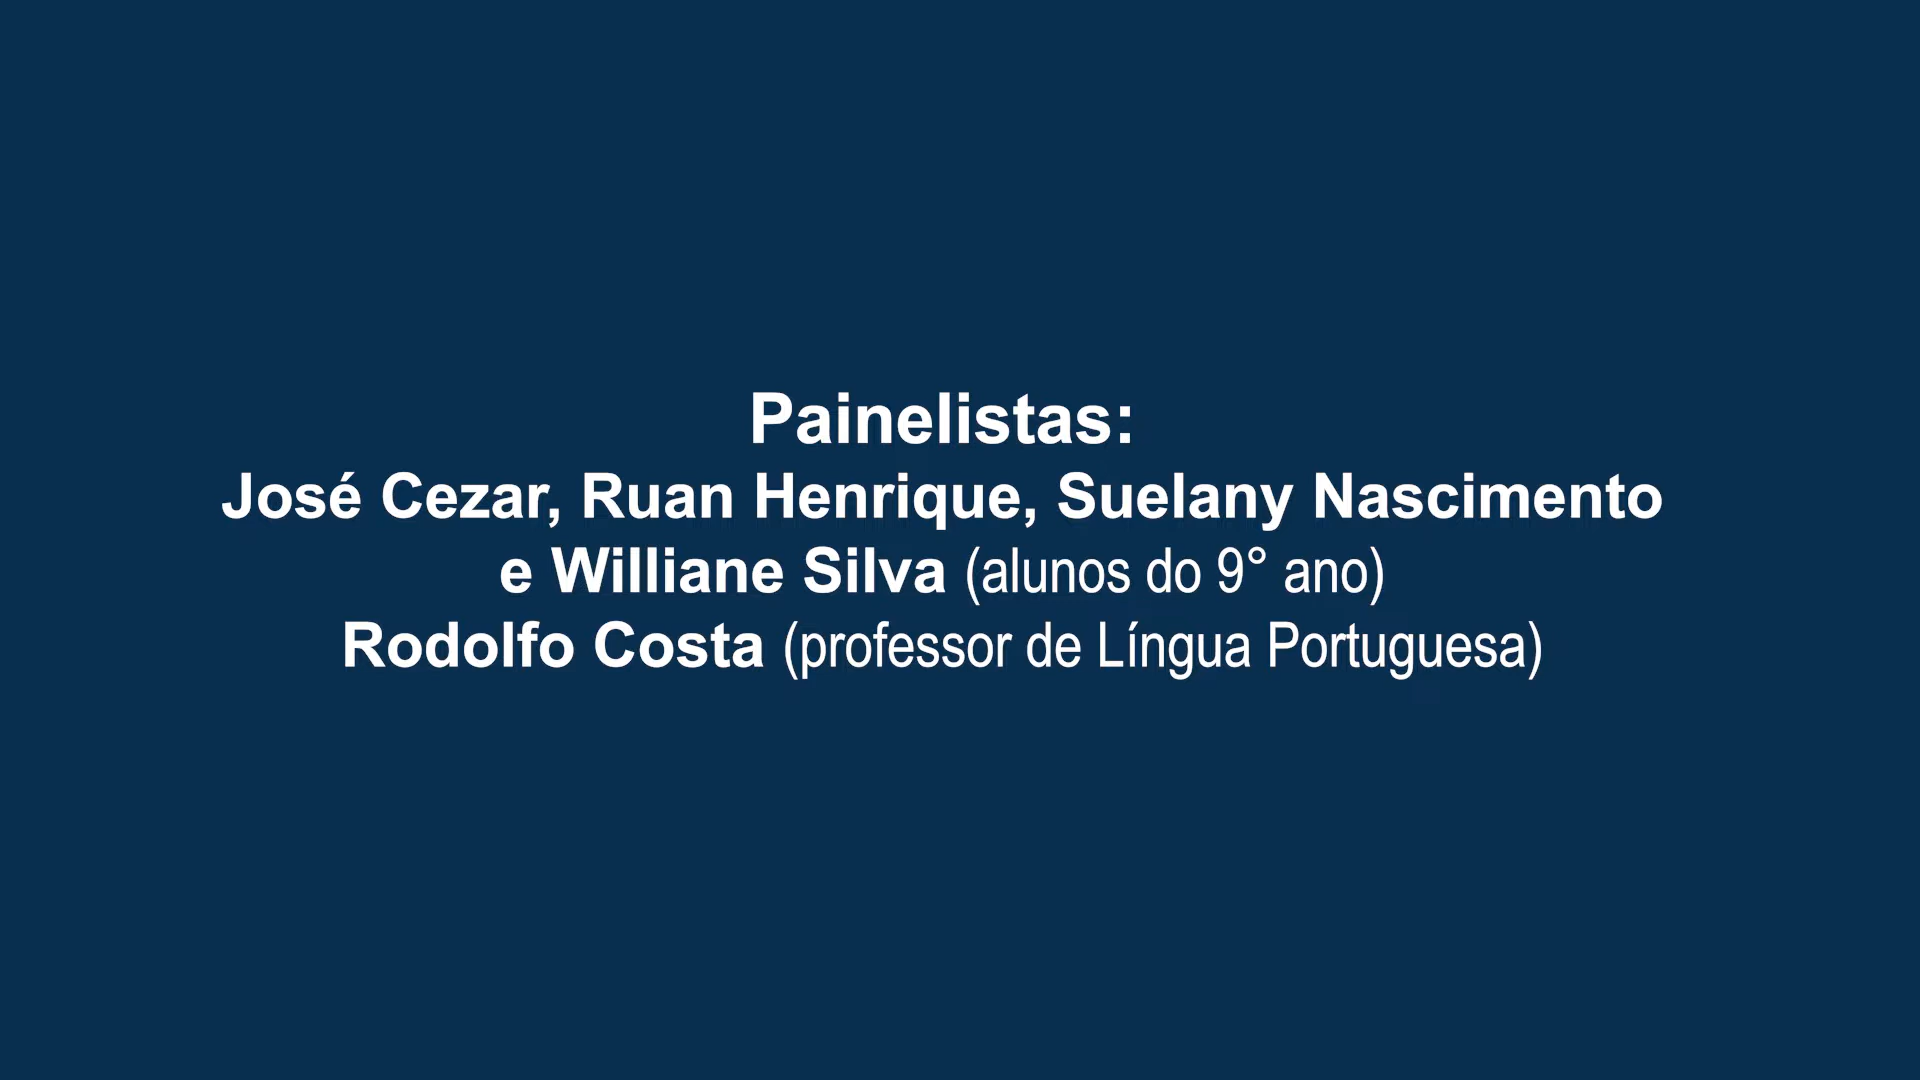 Painelistas:
José Cezar, Ruan Henrique, Suelany Nascimento
e Williane Silva (alunos do 9° ano)
Rodolfo Costa (professor de Língua Portuguesa)